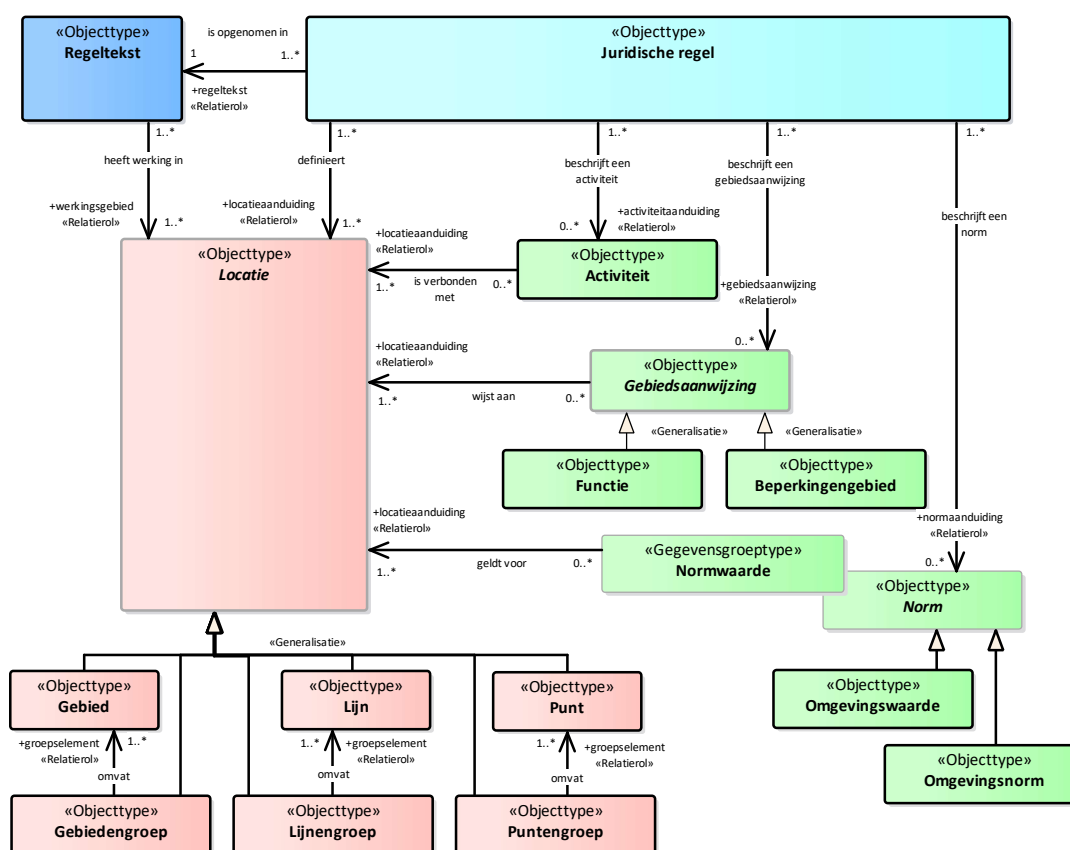 «Objecttype»
Regeltekst
is opgenomen in
1
1..*
+regeltekst
«Relatierol»
«Objecttype»
Juridische regel
1..*
heeft werking in
+werkingsgebied
«Relatierol»
1..*
1..*
definieert
+locatieaanduiding
«Relatierol»
1..*
1..*
beschrijft een
activiteit
+activiteitaanduiding
«Relatierol»
0..*
1..*
beschrijft een
gebiedsaanwijzing
+gebiedsaanwijzing
«Relatierol»
0..*
1..*
beschrijft een
norm
+normaanduiding
«Relatierol»
0..*
«Objecttype»
Locatie
+locatieaanduiding
«Relatierol»
1..*
is verbonden
met
0..*
«Objecttype»
Activiteit
+locatieaanduiding
«Relatierol»
1..*
wijst aan
0..*
«Objecttype»
Gebiedsaanwijzing
«Generalisatie»
«Generalisatie»
«Objecttype»
Functie
«Objecttype»
Beperkingengebied
+locatieaanduiding
«Relatierol»
1..*
geldt voor
0..*
«Gegevensgroeptype»
Normwaarde
«Objecttype»
Norm
«Generalisatie»
«Objecttype»
Gebied
«Objecttype»
Lijn
«Objecttype»
Punt
«Objecttype»
Omgevingswaarde
«Objecttype»
Omgevingsnorm
+groepselement
«Relatierol»
1..*
omvat
1..*
+groepselement
«Relatierol»
omvat
1..*
+groepselement
«Relatierol»
omvat
«Objecttype»
Gebiedengroep
«Objecttype»
Lijnengroep
«Objecttype»
Puntengroep